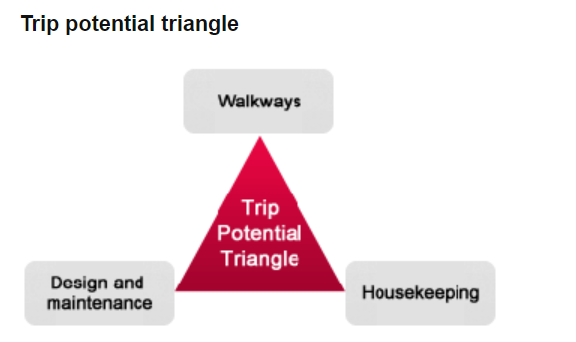 Trip potential triangle
Walkways
Trip
Potential
Triangle
Design and
maintenance
Housekeeping